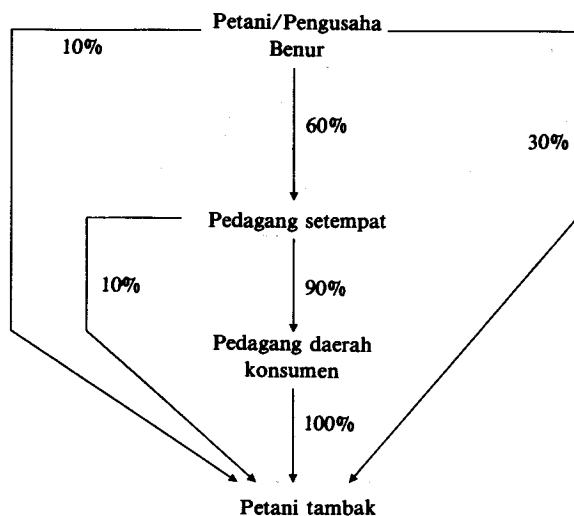 Petani/Pengusaha
Benur
10%
60%
30%
Pedagang setempat
10%
90%
Pedagang daerah
konsumen
100%
Petani tambak